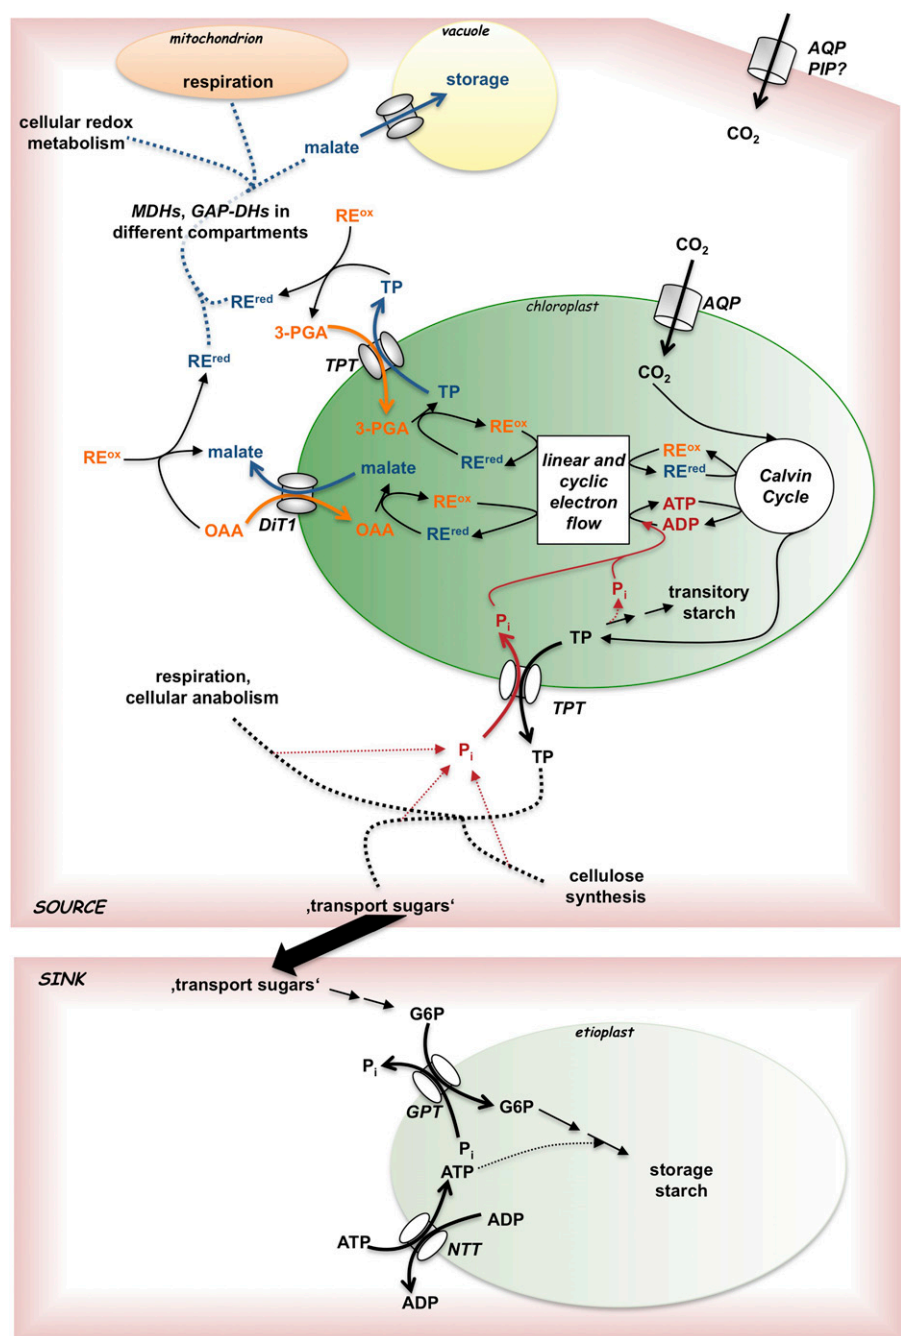 mitochondrion
respiration
vacuole
storage
AQP
PIP?
CO₂
cellular redox
metabolism
malate
MDHs, GAP-DHs in
different compartments
REᵒˣ
CO₂
TP
REʳᵉᵈ
chloroplast
AQP
3-PGA
TPT
REʳᵉᵈ
CO₂
TP
3-PGA
REᵒˣ
REᵒˣ
malate
malate
REʳᵉᵈ
linear and
cyclic
electron
flow
REᵒˣ
REʳᵉᵈ
Calvin
Cycle
OAA
DiT1
OAA
REᵒˣ
REʳᵉᵈ
ATP
ADP
Pᵢ
transitory
starch
Pᵢ
TP
respiration,
cellular anabolism
TPT
Pᵢ
TP
cellulose
synthesis
SOURCE
‚transport sugars‘
SINK
‚transport sugars‘
G6P
etioplast
Pᵢ
GPT
G6P
Pᵢ
ATP
storage
starch
ADP
ATP
NTT
ADP